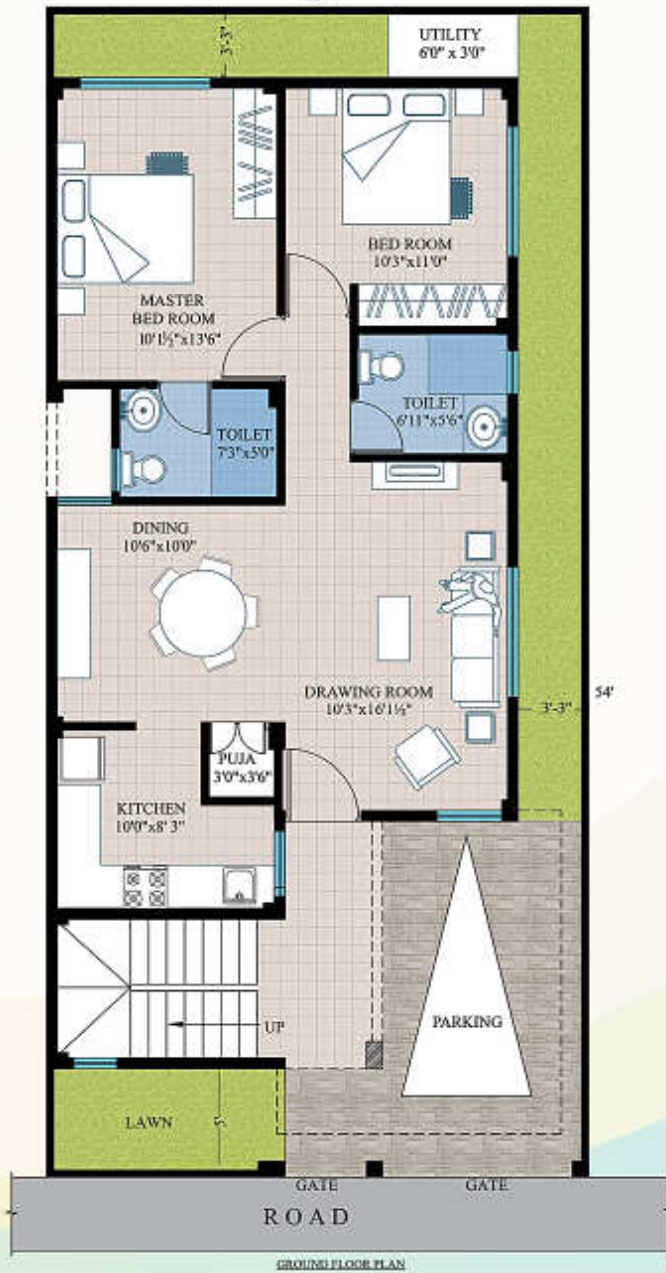 UTILITY
6'0" x 3'0"
3'-3"
BED ROOM
10'3"x11'0"
MASTER
BED ROOM
10'1½"x13'6"
TOILET
6'11"x5'6"
TOILET
7'3"x5'0"
DINING
10'6"x10'0"
DRAWING ROOM
10'3"x16'1½"
3'-3"
54'
PUJA
3'0"x3'6"
KITCHEN
10'0"x8' 3"
UP
PARKING
LAWN
5'
GATE
GATE
ROAD
GROUND FLOOR PLAN